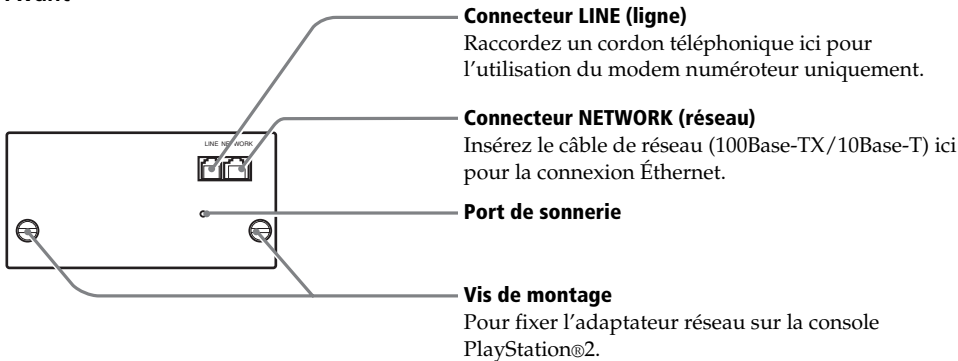 Connecteur LINE (ligne)
Raccordez un cordon téléphonique ici pour
l'utilisation du modem numéroteur uniquement.
Connecteur NETWORK (réseau)
Insérez le câble de réseau (100Base-TX/10Base-T) ici
pour la connexion Éthernet.
LINE NETWORK
Port de sonnerie
Vis de montage
Pour fixer l'adaptateur réseau sur la console
PlayStation®2.